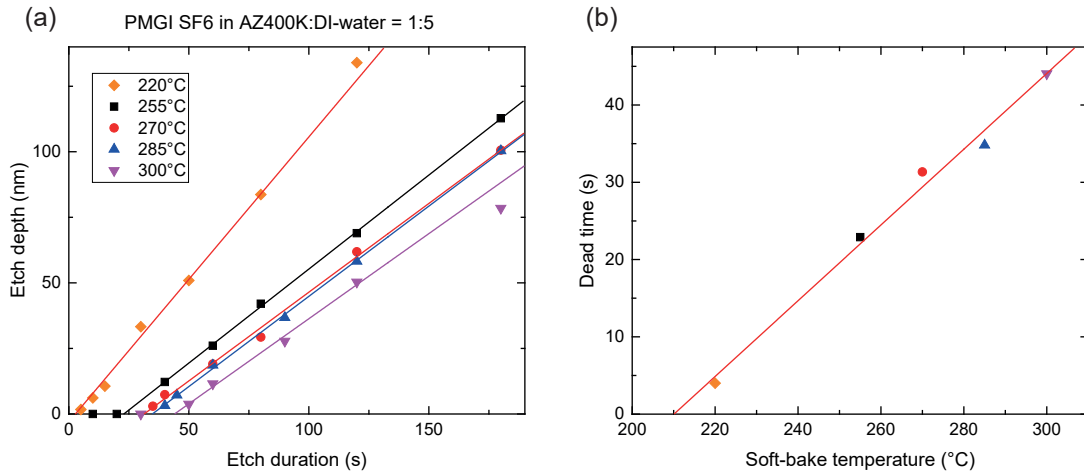 (a)
PMGI SF6 in AZ400K:DI-water = 1:5
220°C
255°C
270°C
285°C
300°C
100
50
0
Etch depth (nm)
0 50 100 150
Etch duration (s)
(b)
40
30
20
10
0
Dead time (s)
200 220 240 260 280 300
Soft-bake temperature (°C)